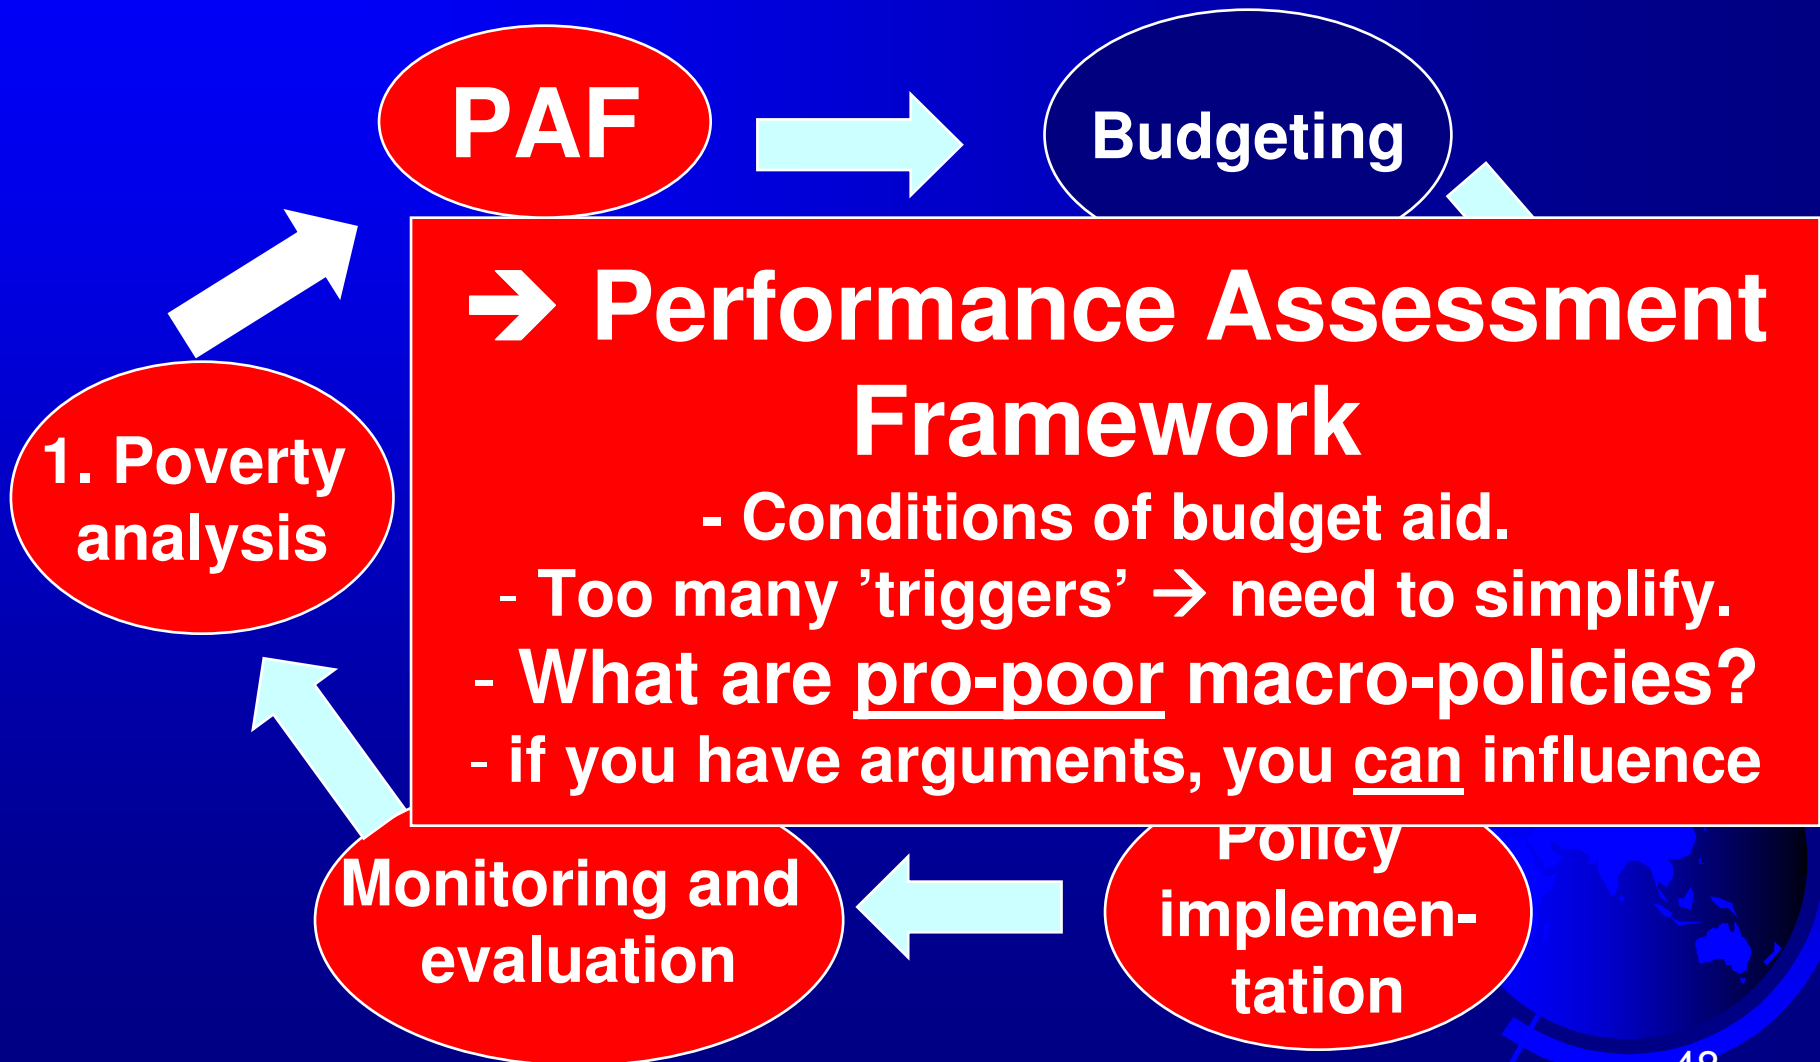 PAF
Budgeting
➔ Performance Assessment
Framework
- Conditions of budget aid.
- Too many ’triggers’ → need to simplify.
- What are pro-poor macro-policies?
- if you have arguments, you can influence
1. Poverty
analysis
Monitoring and
evaluation
Policy
implemen-
tation
48